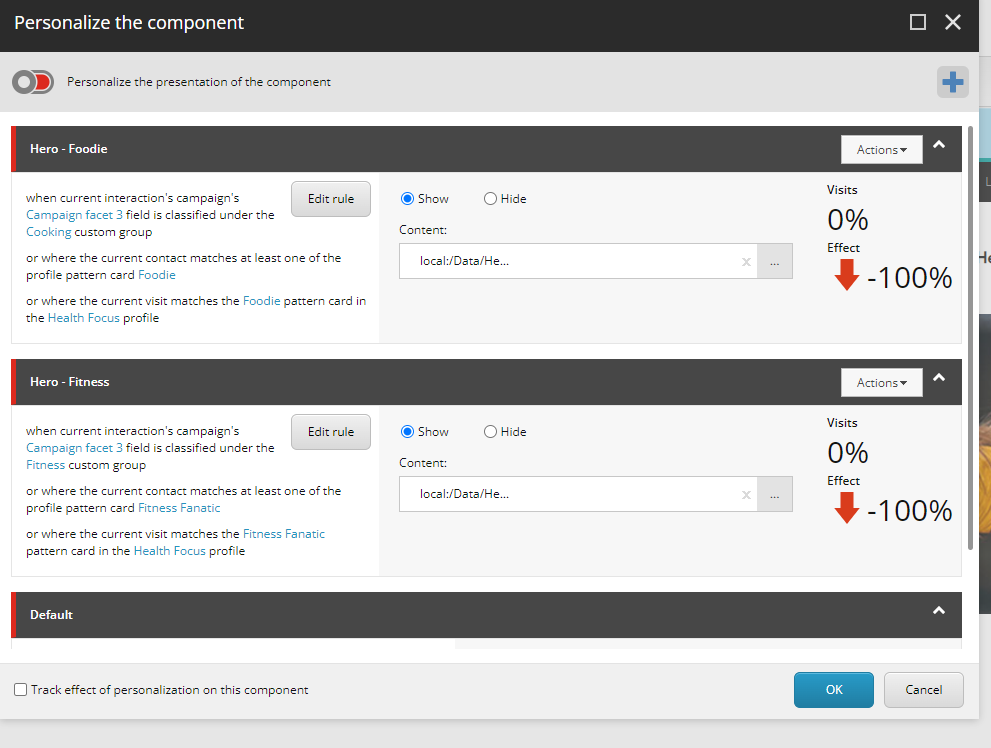 Personalize the component
Personalize the presentation of the component
Hero - Foodie
Actions
when current interaction's campaign's
Campaign facet 3 field is classified under the
Cooking custom group
or where the current contact matches at least one of the
profile pattern card Foodie
or where the current visit matches the Foodie pattern card in
the Health Focus profile
Edit rule
Show
Hide
Content:
local:/Data/He...
x
...
Visits
0%
Effect
-100%
Hero - Fitness
Actions
when current interaction's campaign's
Campaign facet 3 field is classified under the
Fitness custom group
or where the current contact matches at least one of the
profile pattern card Fitness Fanatic
or where the current visit matches the Fitness Fanatic
pattern card in the Health Focus profile
Edit rule
Show
Hide
Content:
local:/Data/He...
x
...
Visits
0%
Effect
-100%
Default
Track effect of personalization on this component
OK
Cancel